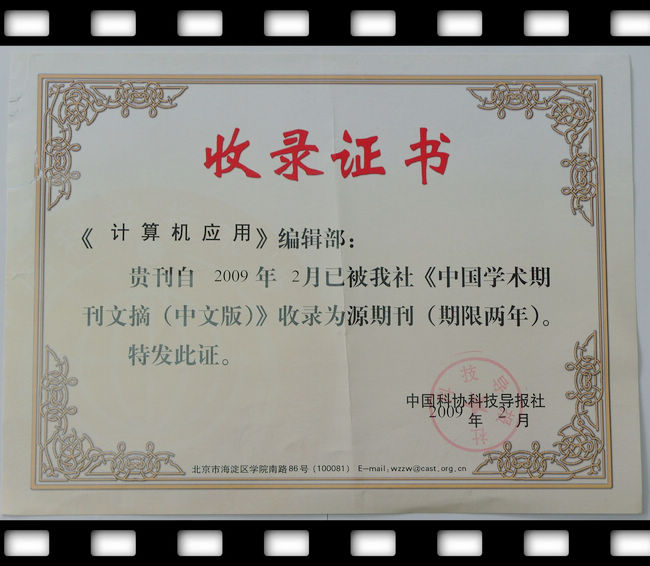 收录证书
《计算机应用》编辑部：
贵刊自 2009 年 2月已被我社《中国学术期
刊文摘（中文版）》收录为源期刊（期限两年）。
特发此证。
中国科协科技导报社
2009 年 2 月
北京市海淀区学院南路86号（100081） E-mail:wzzw@cast.org.cn